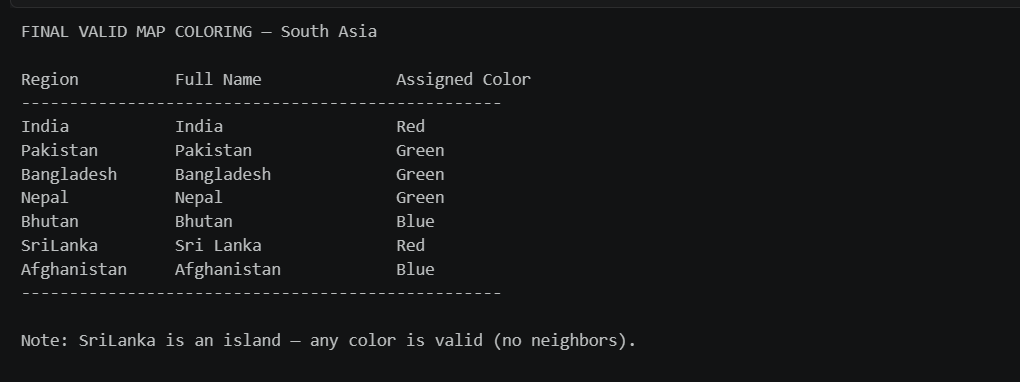 FINAL VALID MAP COLORING — South Asia
Region Full Name Assigned Color
--------------------------------------------------
India India Red
Pakistan Pakistan Green
Bangladesh Bangladesh Green
Nepal Nepal Green
Bhutan Bhutan Blue
SriLanka Sri Lanka Red
Afghanistan Afghanistan Blue
--------------------------------------------------
Note: SriLanka is an island — any color is valid (no neighbors).